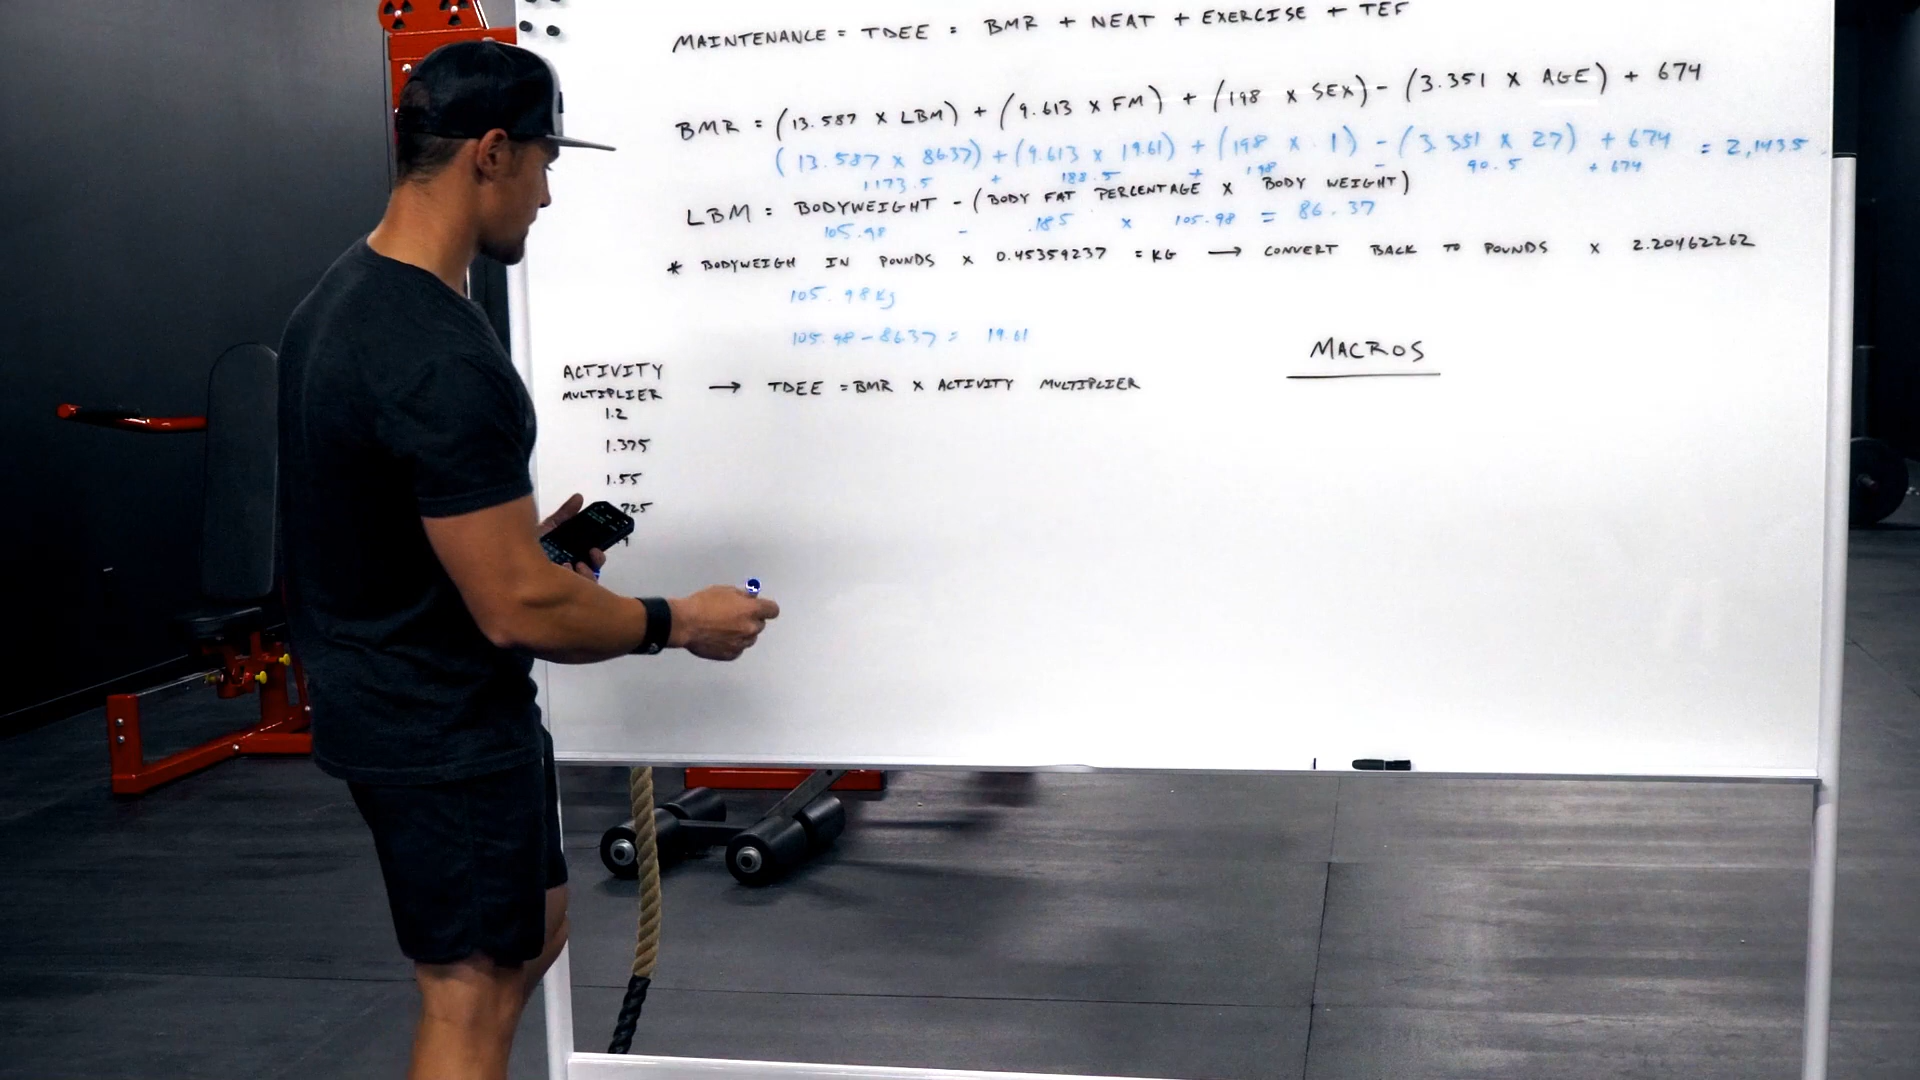 MAINTENANCE = TDEE = BMR + NEAT + EXERCISE + TEF
BMR = (13.587 X LBM) + (9.613 X FM) + (198 X SEX) - (3.351 X AGE) + 674
(13.587 x 86.37) + (9.613 x 19.61) + (198 x 1) - (3.351 x 27) + 674 = 2,143.5
1173.5 + 188.5 + 198 - 90.5 + 674
LBM = BODYWEIGHT - (BODY FAT PERCENTAGE X BODY WEIGHT)
105.98 - .185 x 105.98 = 86.37
* BODYWEIGH IN POUNDS X 0.45359237 = KG → CONVERT BACK TO POUNDS X 2.20462262
105.98 Kg
105.98 - 86.37 = 19.61
MACROS
ACTIVITY
MULTIPLIER → TDEE = BMR X ACTIVITY MULTIPLIER
1.2
1.375
1.55
725